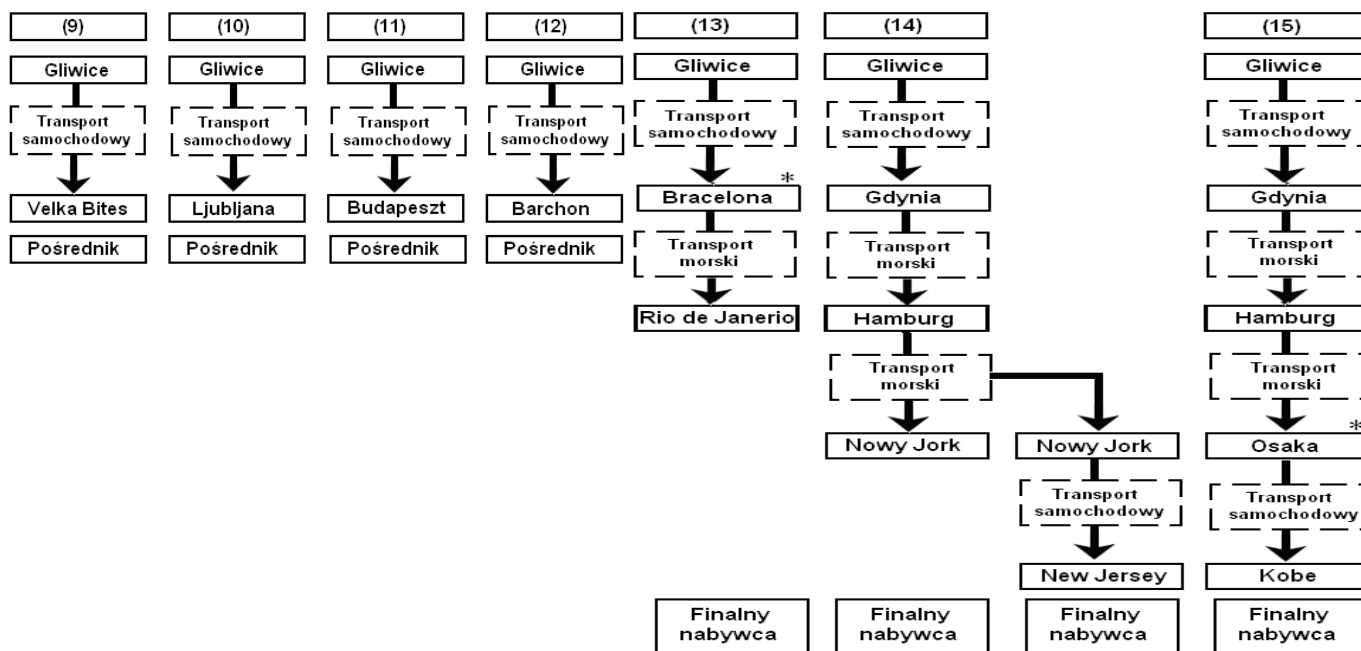 (9)
(10)
(11)
(12)
(13)
(14)
(15)
Gliwice
Gliwice
Gliwice
Gliwice
Gliwice
Gliwice
Gliwice
Transport
samochodowy
Transport
samochodowy
Transport
samochodowy
Transport
samochodowy
Transport
samochodowy
Transport
samochodowy
Transport
samochodowy
*
Velka Bites
Ljubljana
Budapeszt
Barchon
Bracelona
Gdynia
Gdynia
Pośrednik
Pośrednik
Pośrednik
Pośrednik
Transport
morski
Transport
morski
Transport
morski
Rio de Janerio
Hamburg
Hamburg
Transport
morski
Transport
morski
*
Nowy Jork
Nowy Jork
Osaka
Transport
samochodowy
Transport
samochodowy
New Jersey
Kobe
Finalny
nabywca
Finalny
nabywca
Finalny
nabywca
Finalny
nabywca